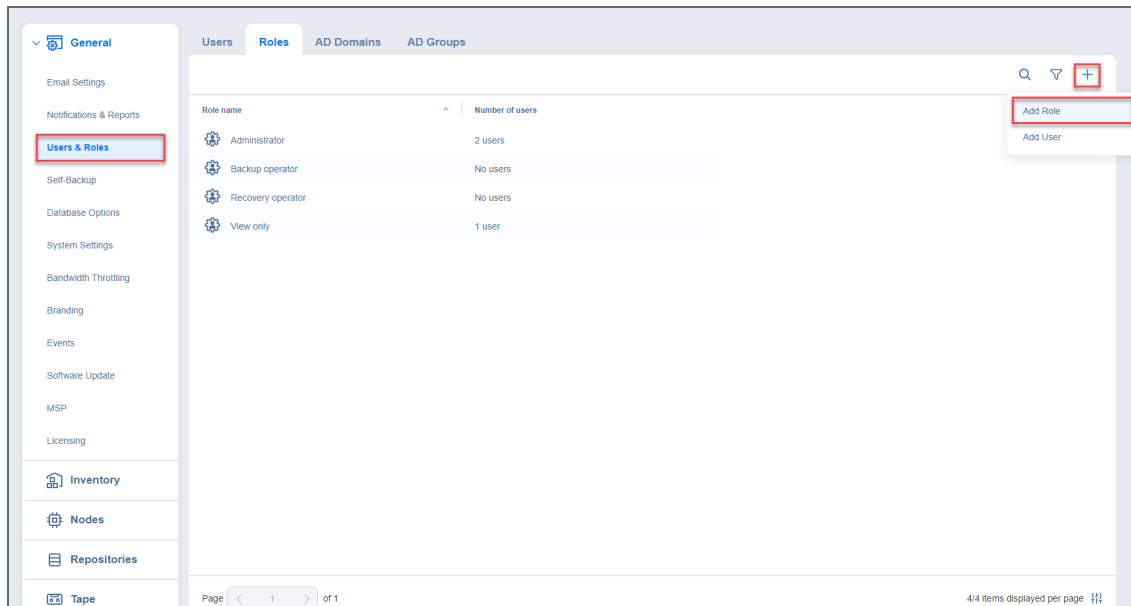 General
Email Settings
Notifications & Reports
Users & Roles
Self-Backup
Database Options
System Settings
Bandwidth Throttling
Branding
Events
Software Update
MSP
Licensing
Inventory
Nodes
Repositories
Tape
Users Roles AD Domains AD Groups
Add Role
Add User
Role name Number of users
Administrator 2 users
Backup operator No users
Recovery operator No users
View only 1 user
Page 1 of 1
4/4 items displayed per page